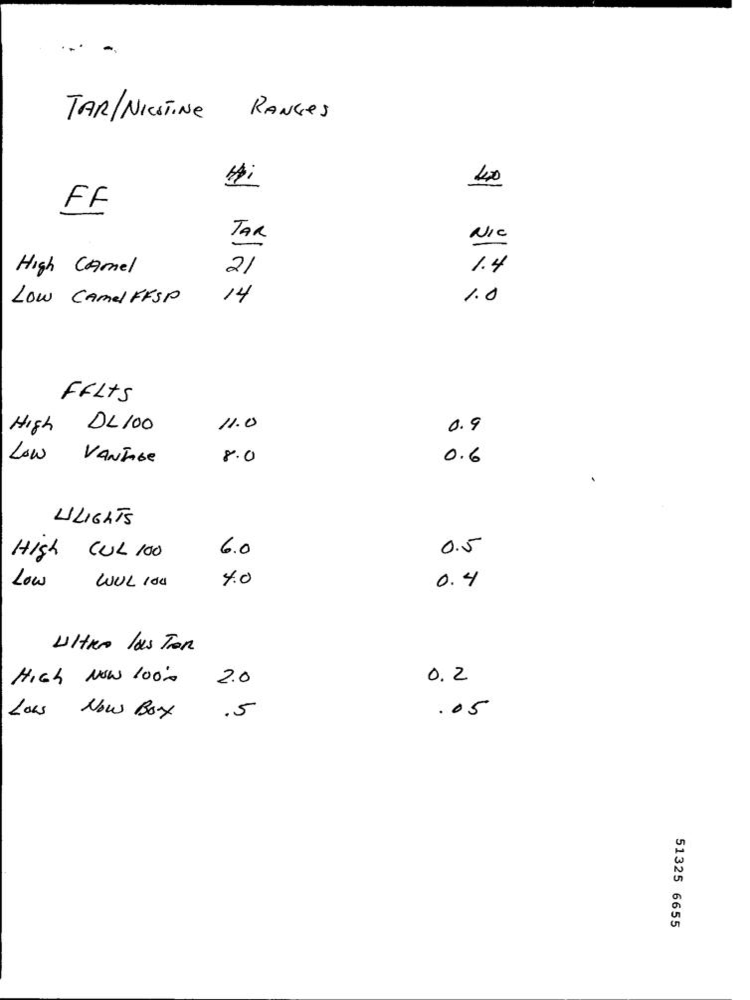 TAR/NICOTINE RANGES
FF
TAR NIC
High Camel 21 1.4
Low Camel FFSP 14 1.0
FFLTS
High DL100 11.0 0.9
Low VANTAGE 8.0 0.6
ULIGHTS
High CUL 100 6.0 0.5
Low WUL 100 4.0 0.4
Ultra low Tar
High Now 100's 2.0 0.2
Low Now Box .5 .05
51325 6655